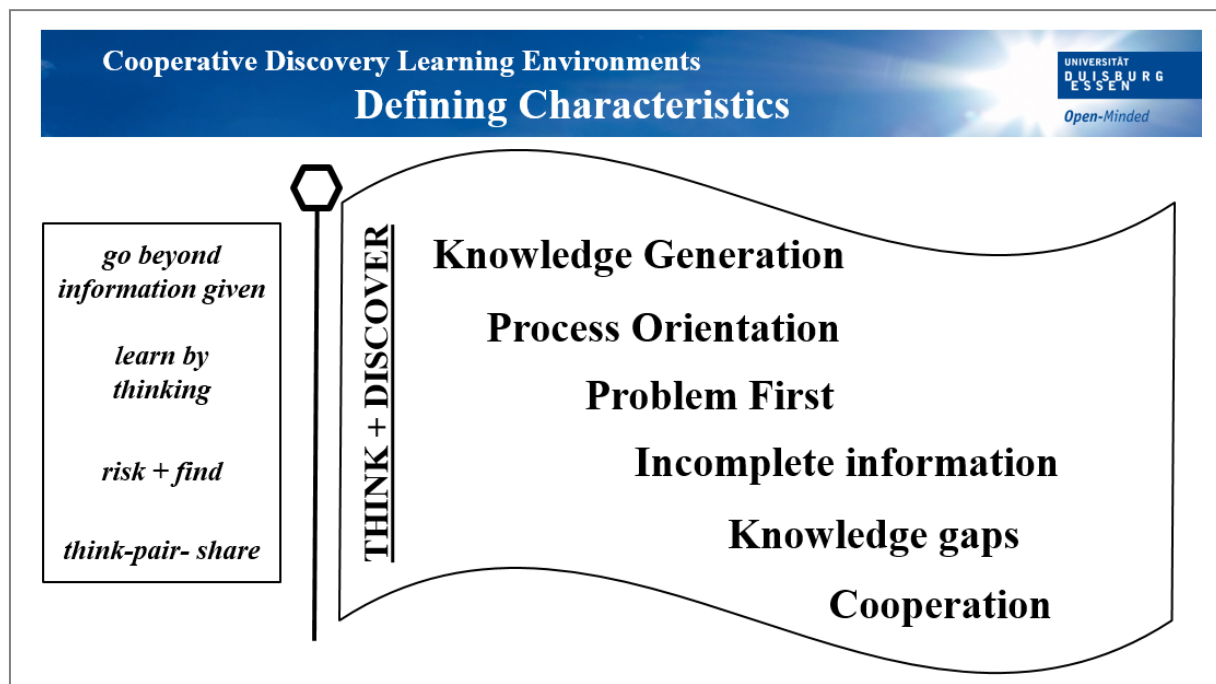 Cooperative Discovery Learning Environments
Defining Characteristics
UNIVERSITÄT
DUISBURG
ESSEN
Open-Minded
go beyond
information given
learn by
thinking
risk + find
think-pair- share
THINK + DISCOVER
Knowledge Generation
Process Orientation
Problem First
Incomplete information
Knowledge gaps
Cooperation